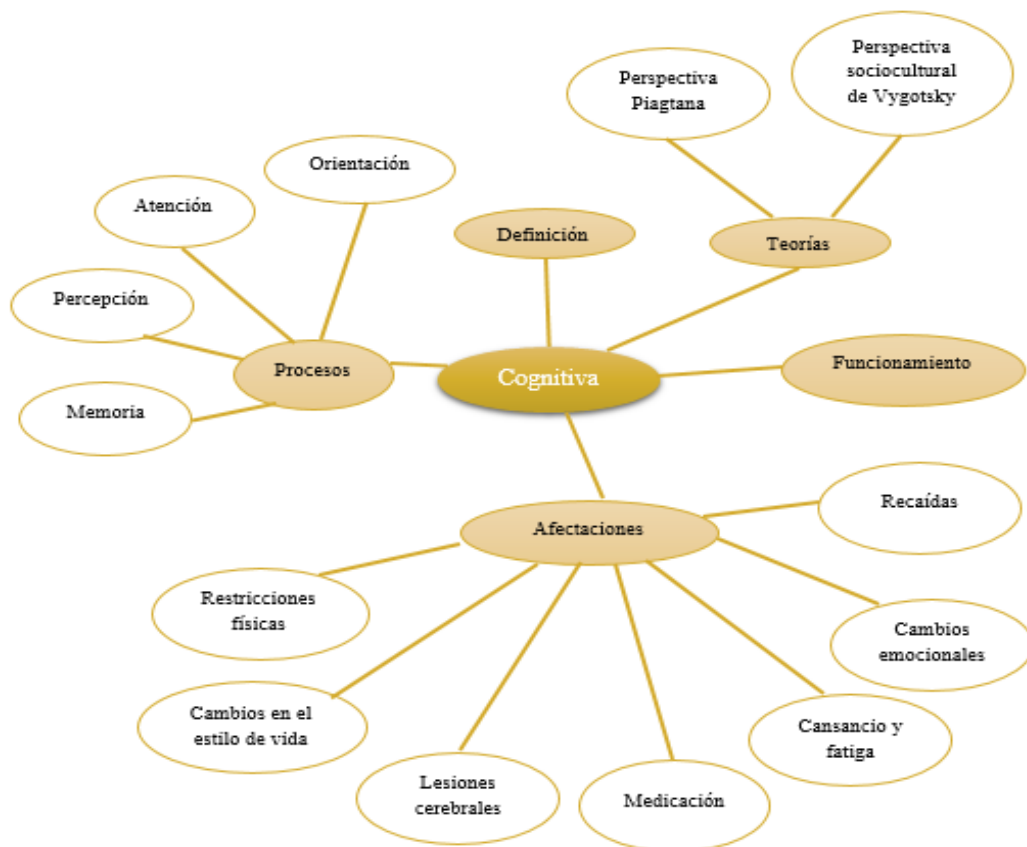 Perspectiva
sociocultural
de Vygotsky
Perspectiva
Piagtana
Orientación
Atención
Definición
Teorías
Percepción
Procesos
Cognitiva
Funcionamiento
Memoria
Recaídas
Afectaciones
Restricciones
físicas
Cambios
emocionales
Cambios en el
estilo de vida
Cansancio y
fatiga
Lesiones
cerebrales
Medicación